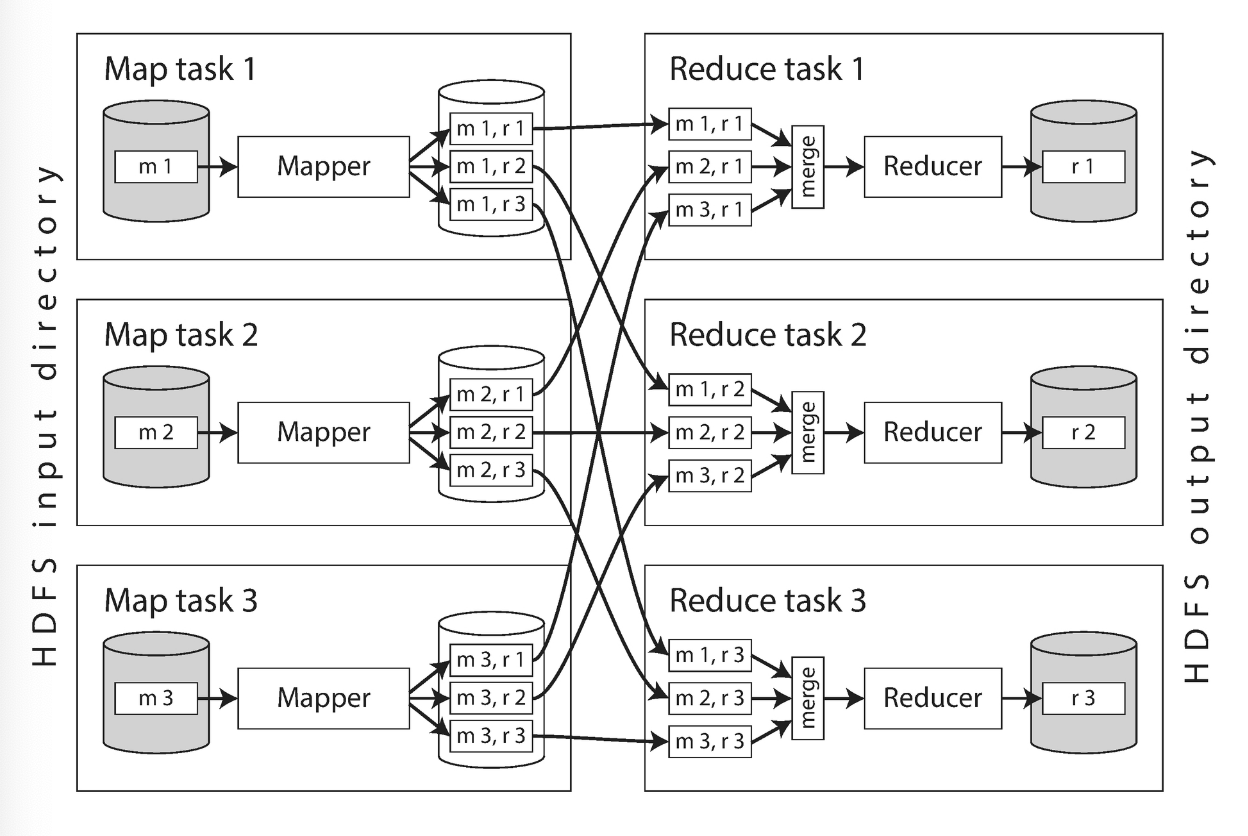 HDFS input directory
Map task 1
m 1
Mapper
m 1, r 1
m 1, r 2
m 1, r 3
Reduce task 1
m 1, r 1
m 2, r 1
m 3, r 1
merge
Reducer
r 1
Map task 2
m 2
Mapper
m 2, r 1
m 2, r 2
m 2, r 3
Reduce task 2
m 1, r 2
m 2, r 2
m 3, r 2
merge
Reducer
r 2
Map task 3
m 3
Mapper
m 3, r 1
m 3, r 2
m 3, r 3
Reduce task 3
m 1, r 3
m 2, r 3
m 3, r 3
merge
Reducer
r 3
HDFS output directory